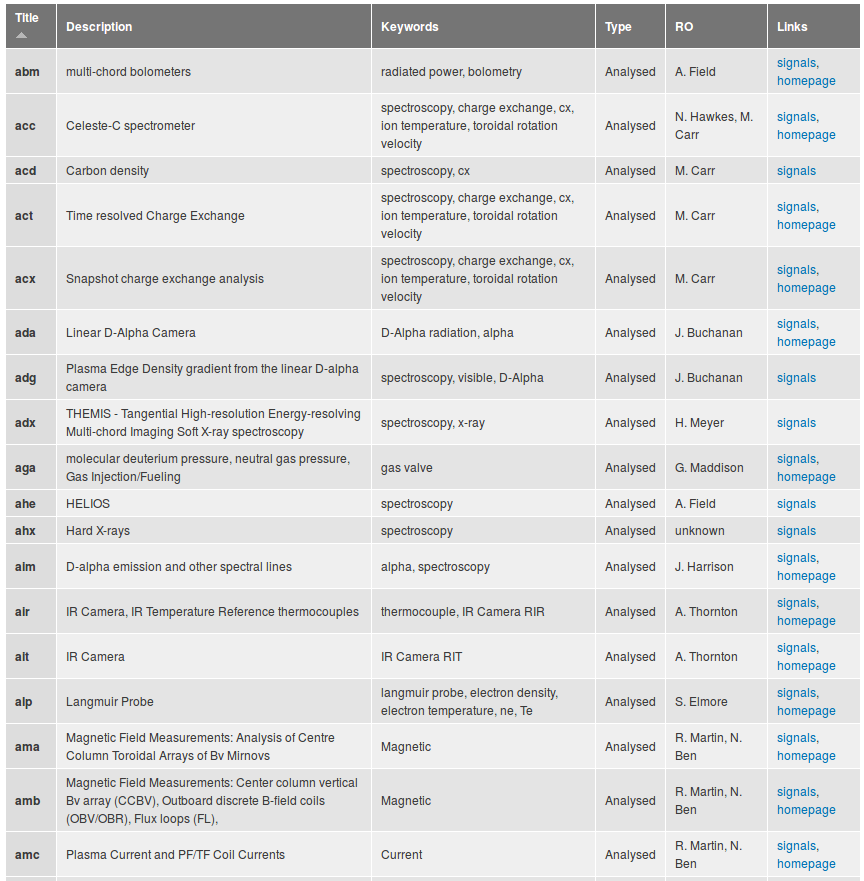 Title Description Keywords Type RO Links
abm multi-chord bolometers radiated power, bolometry Analysed A. Field signals,
homepage
acc Celeste-C spectrometer spectroscopy, charge exchange, cx,
ion temperature, toroidal rotation
velocity Analysed N. Hawkes, M.
Carr signals,
homepage
acd Carbon density spectroscopy, cx Analysed M. Carr signals
act Time resolved Charge Exchange spectroscopy, charge exchange, cx,
ion temperature, toroidal rotation
velocity Analysed M. Carr signals,
homepage
acx Snapshot charge exchange analysis spectroscopy, charge exchange, cx,
ion temperature, toroidal rotation
velocity Analysed M. Carr signals,
homepage
ada Linear D-Alpha Camera D-Alpha radiation, alpha Analysed J. Buchanan signals,
homepage
adg Plasma Edge Density gradient from the linear D-alpha
camera spectroscopy, visible, D-Alpha Analysed J. Buchanan signals
adx THEMIS - Tangential High-resolution Energy-resolving
Multi-chord Imaging Soft X-ray spectroscopy spectroscopy, x-ray Analysed H. Meyer signals
aga molecular deuterium pressure, neutral gas pressure,
Gas Injection/Fueling gas valve Analysed G. Maddison signals,
homepage
ahe HELIOS spectroscopy Analysed A. Field signals
ahx Hard X-rays spectroscopy Analysed unknown signals
aim D-alpha emission and other spectral lines alpha, spectroscopy Analysed J. Harrison signals,
homepage
air IR Camera, IR Temperature Reference thermocouples thermocouple, IR Camera RIR Analysed A. Thornton signals,
homepage
ait IR Camera IR Camera RIT Analysed A. Thornton signals,
homepage
alp Langmuir Probe langmuir probe, electron density,
electron temperature, ne, Te Analysed S. Elmore signals,
homepage
ama Magnetic Field Measurements: Analysis of Centre
Column Toroidal Arrays of Bv Mirnovs Magnetic Analysed R. Martin, N.
Ben signals,
homepage
amb Magnetic Field Measurements: Center column vertical
Bv array (CCBV), Outboard discrete B-field coils
(OBV/OBR), Flux loops (FL), Magnetic Analysed R. Martin, N.
Ben signals,
homepage
amc Plasma Current and PF/TF Coil Currents Current Analysed R. Martin, N.
Ben signals,
homepage